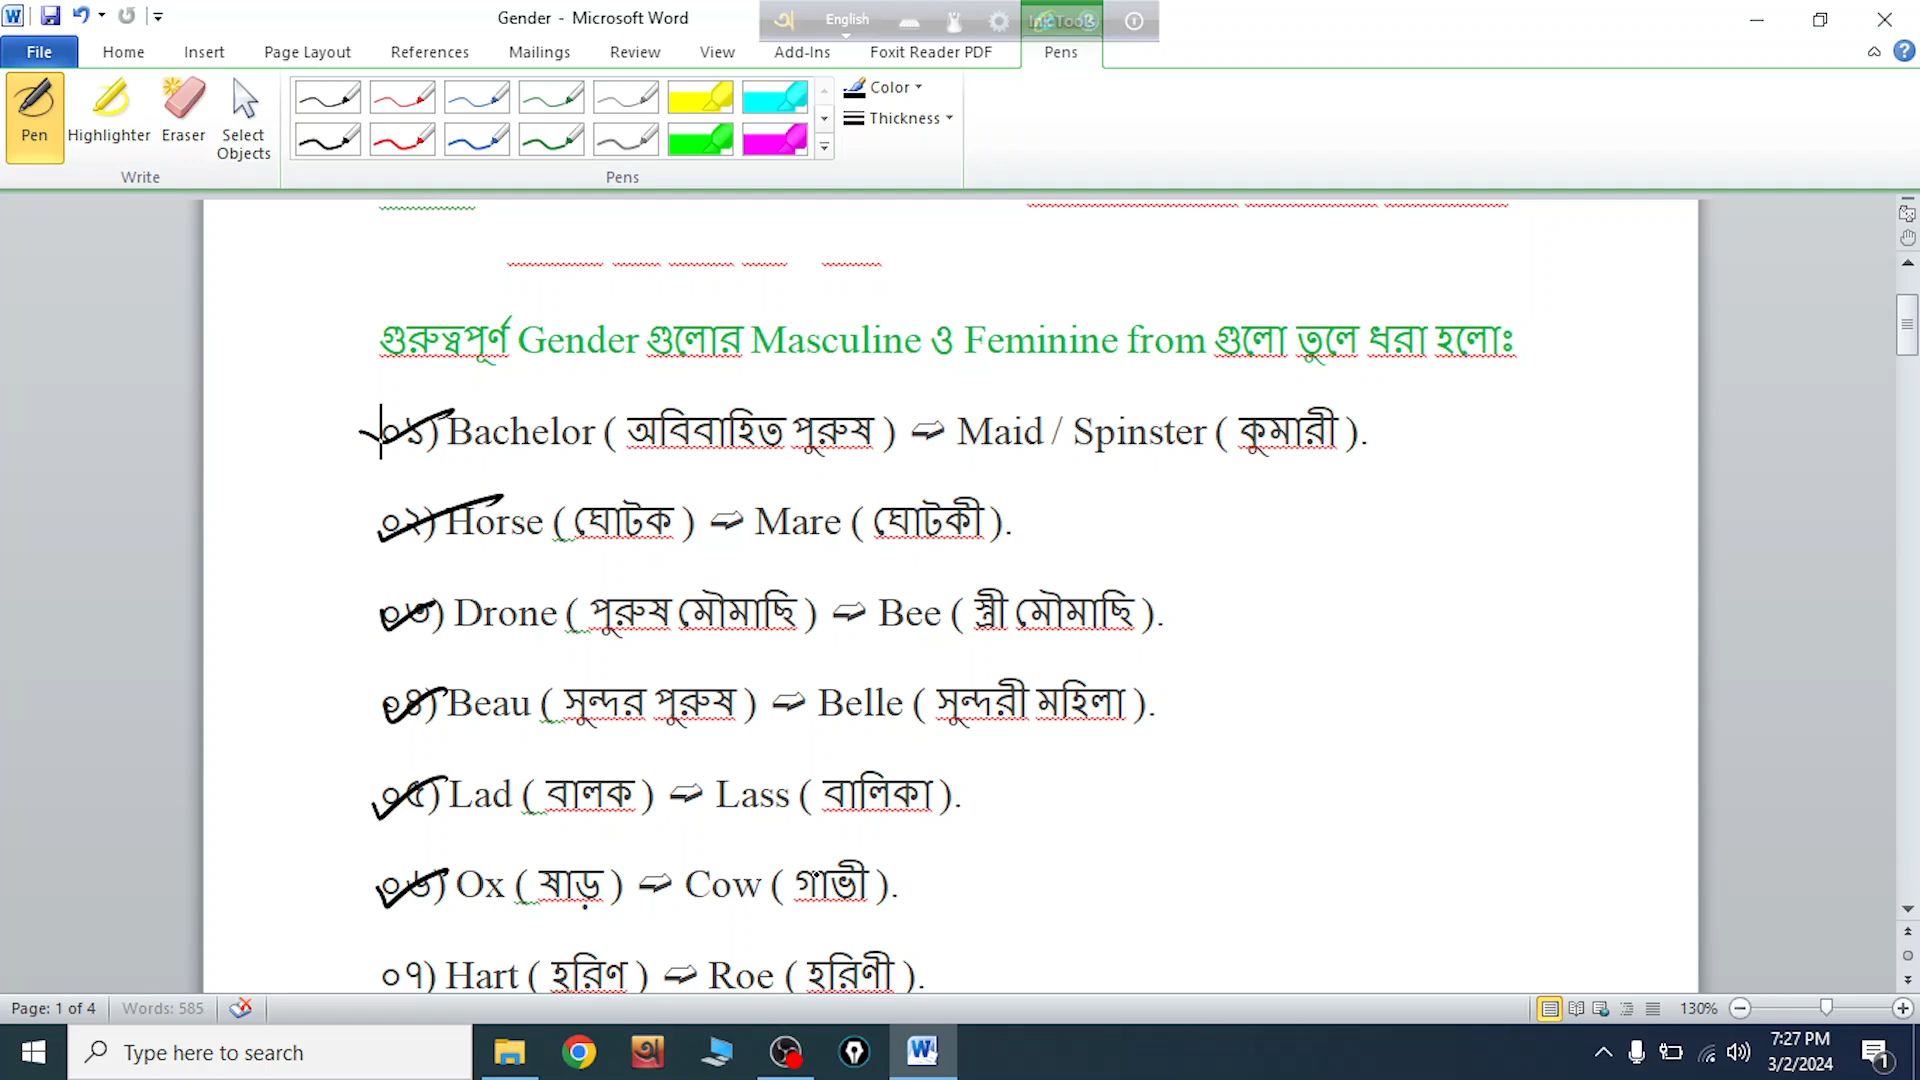 Gender - Microsoft Word
অ English Ink Tools
File Home Insert Page Layout References Mailings Review View Add-Ins Foxit Reader PDF Pens
Color
Thickness
Pen Highlighter Eraser Select Objects
Write Pens
গুরুত্বপূর্ণ Gender গুলোর Masculine ও Feminine from গুলো তুলে ধরা হলোঃ
০১) Bachelor ( অবিবাহিত পুরুষ ) ➫ Maid / Spinster ( কুমারী ).
০২) Horse ( ঘোটক ) ➫ Mare ( ঘোটকী ).
০৩) Drone ( পুরুষ মৌমাছি ) ➫ Bee ( স্ত্রী মৌমাছি ).
০৪) Beau ( সুন্দর পুরুষ ) ➫ Belle ( সুন্দরী মহিলা ).
০৫) Lad ( বালক ) ➫ Lass ( বালিকা ).
০৬) Ox ( ষাড় ) ➫ Cow ( গাভী ).
০৭) Hart ( হরিণ ) ➫ Roe ( হরিণী ).
Page: 1 of 4 Words: 585 130%
Type here to search
7:27 PM
3/2/2024
1